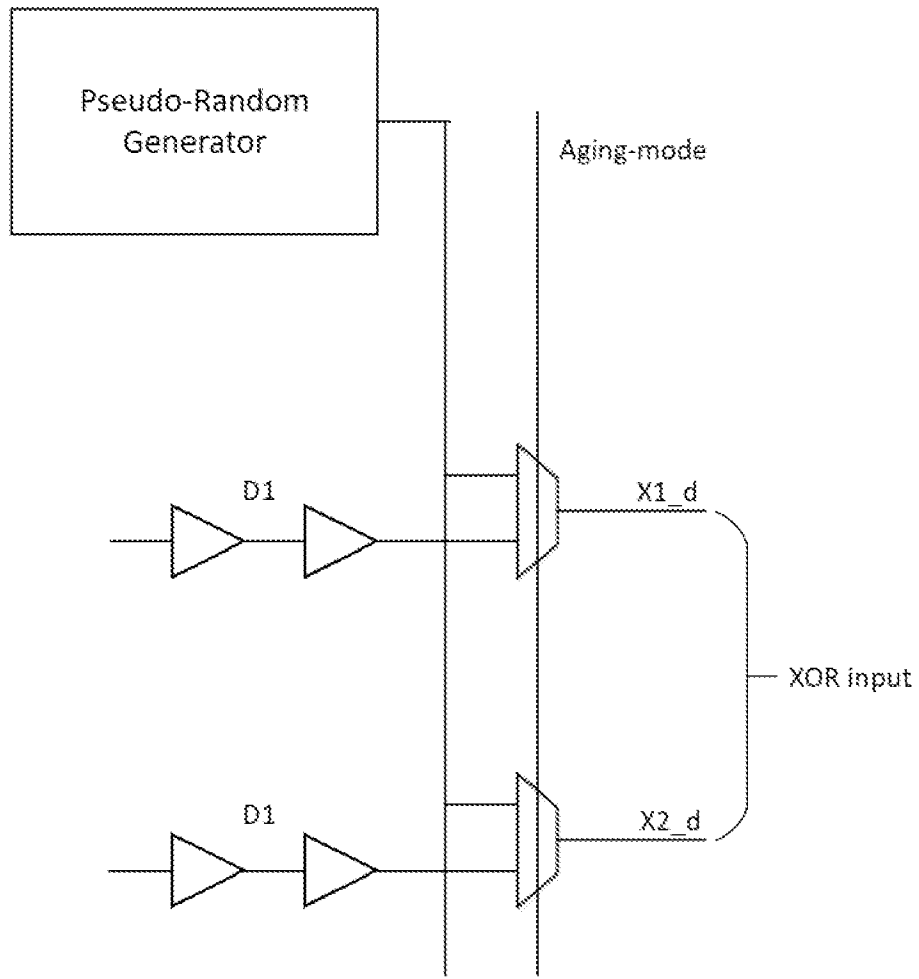 Pseudo-Random
Generator
Aging-mode
D1
X1_d
XOR input
D1
X2_d